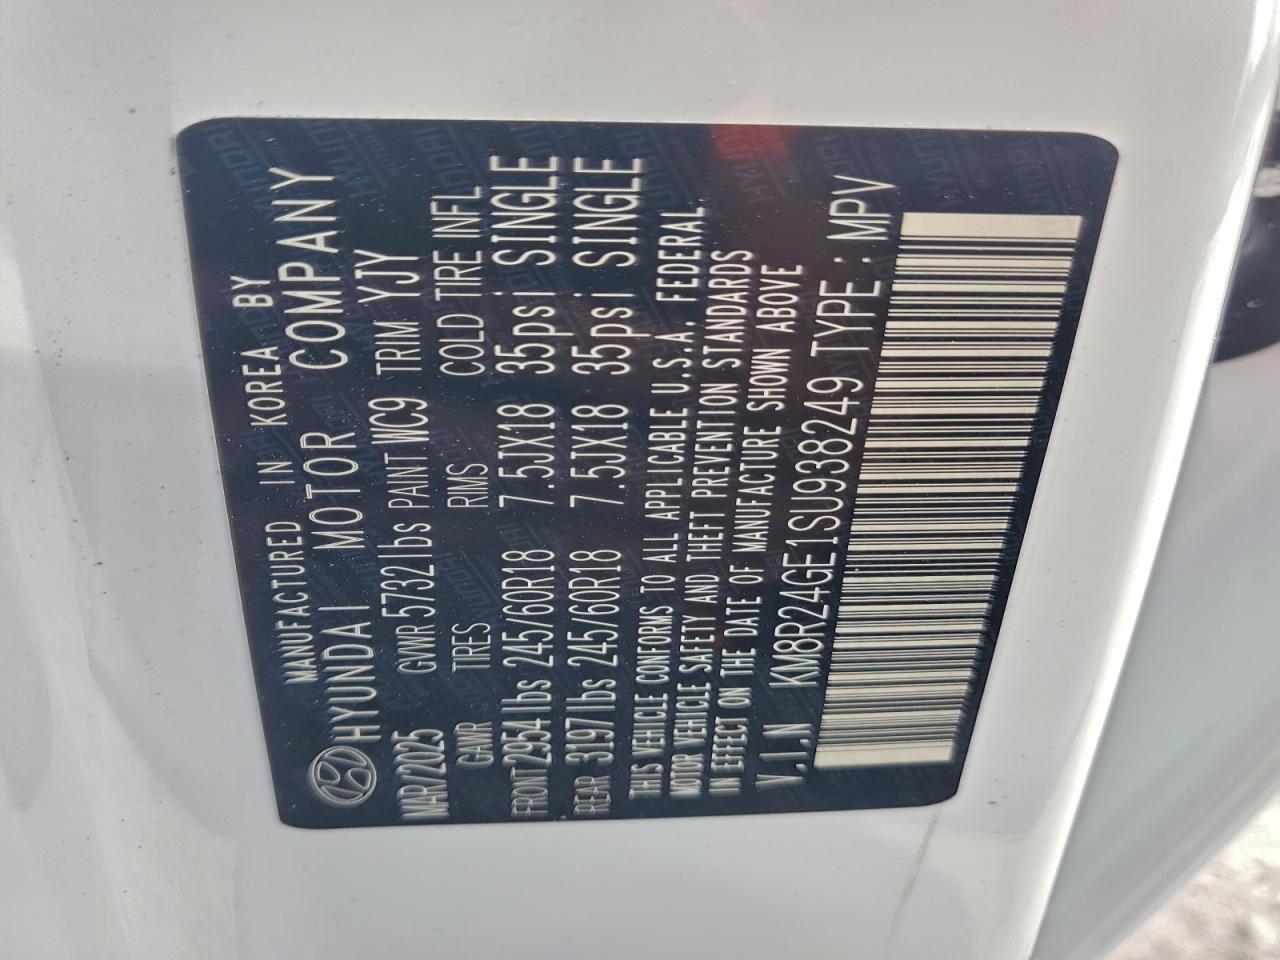 MANUFACTURED IN KOREA BY
HYUNDAI MOTOR COMPANY
MAR/2025 GVWR 5732lbs PAINT WC9 TRIM YJY
GAWR TIRES RIMS COLD TIRE INFL
FRONT 2954lbs 245/60R18 7.5JX18 35psi SINGLE
REAR 3197lbs 245/60R18 7.5JX18 35psi SINGLE
THIS VEHICLE CONFORMS TO ALL APPLICABLE U.S.A. FEDERAL
MOTOR VEHICLE SAFETY AND THEFT PREVENTION STANDARDS
IN EFFECT ON THE DATE OF MANUFACTURE SHOWN ABOVE
V.I.N KM8R24GE1SU938249 TYPE : MPV